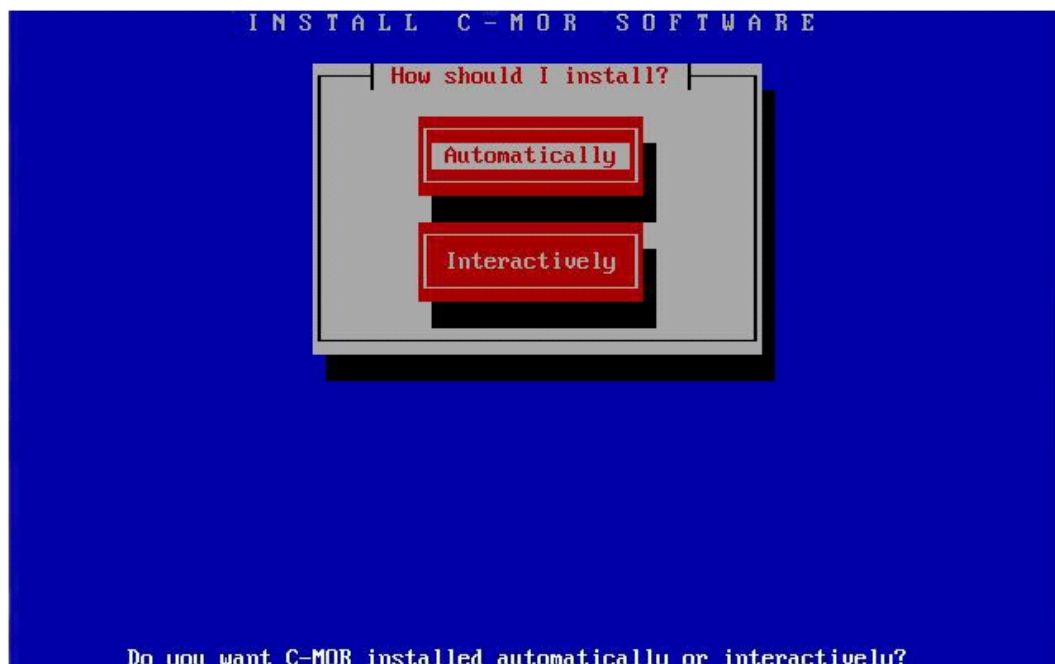 INSTALL C-MOR SOFTWARE
How should I install?
Automatically
Interactively
Do you want C-MOR installed automatically or interactively?